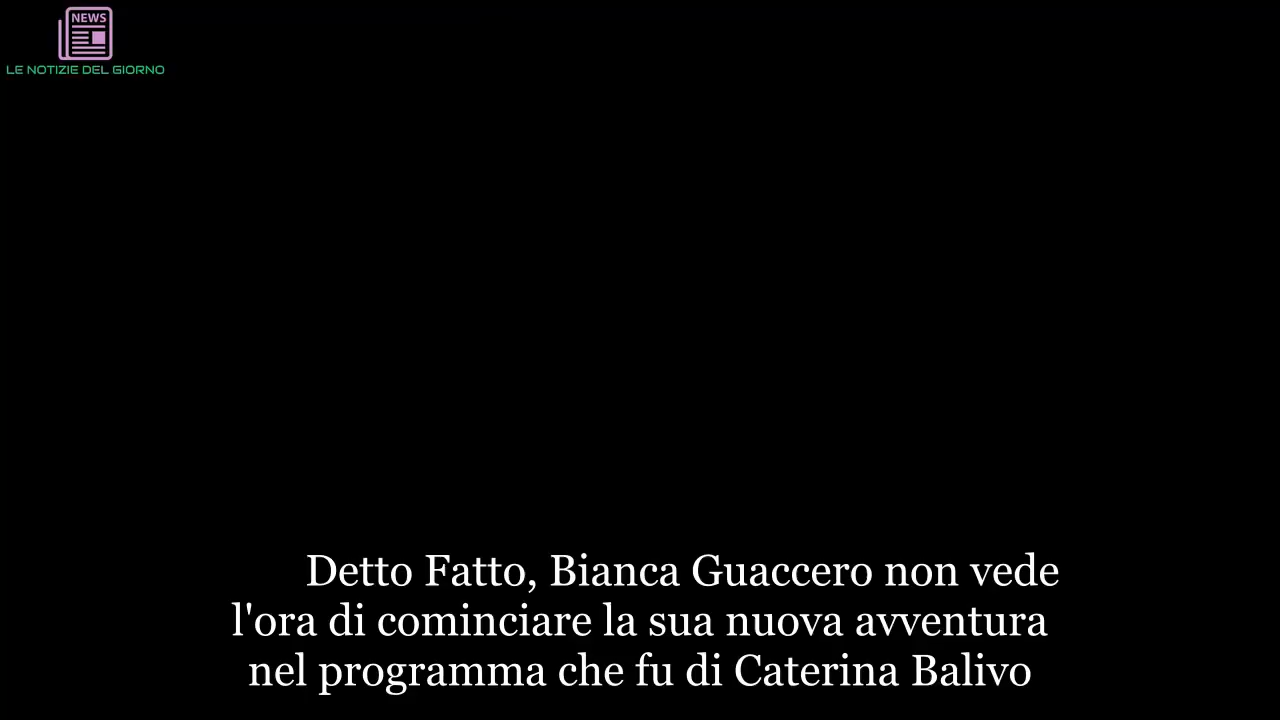 NEWS
LE NOTIZIE DEL GIORNO
Detto Fatto, Bianca Guaccero non vede
l'ora di cominciare la sua nuova avventura
nel programma che fu di Caterina Balivo